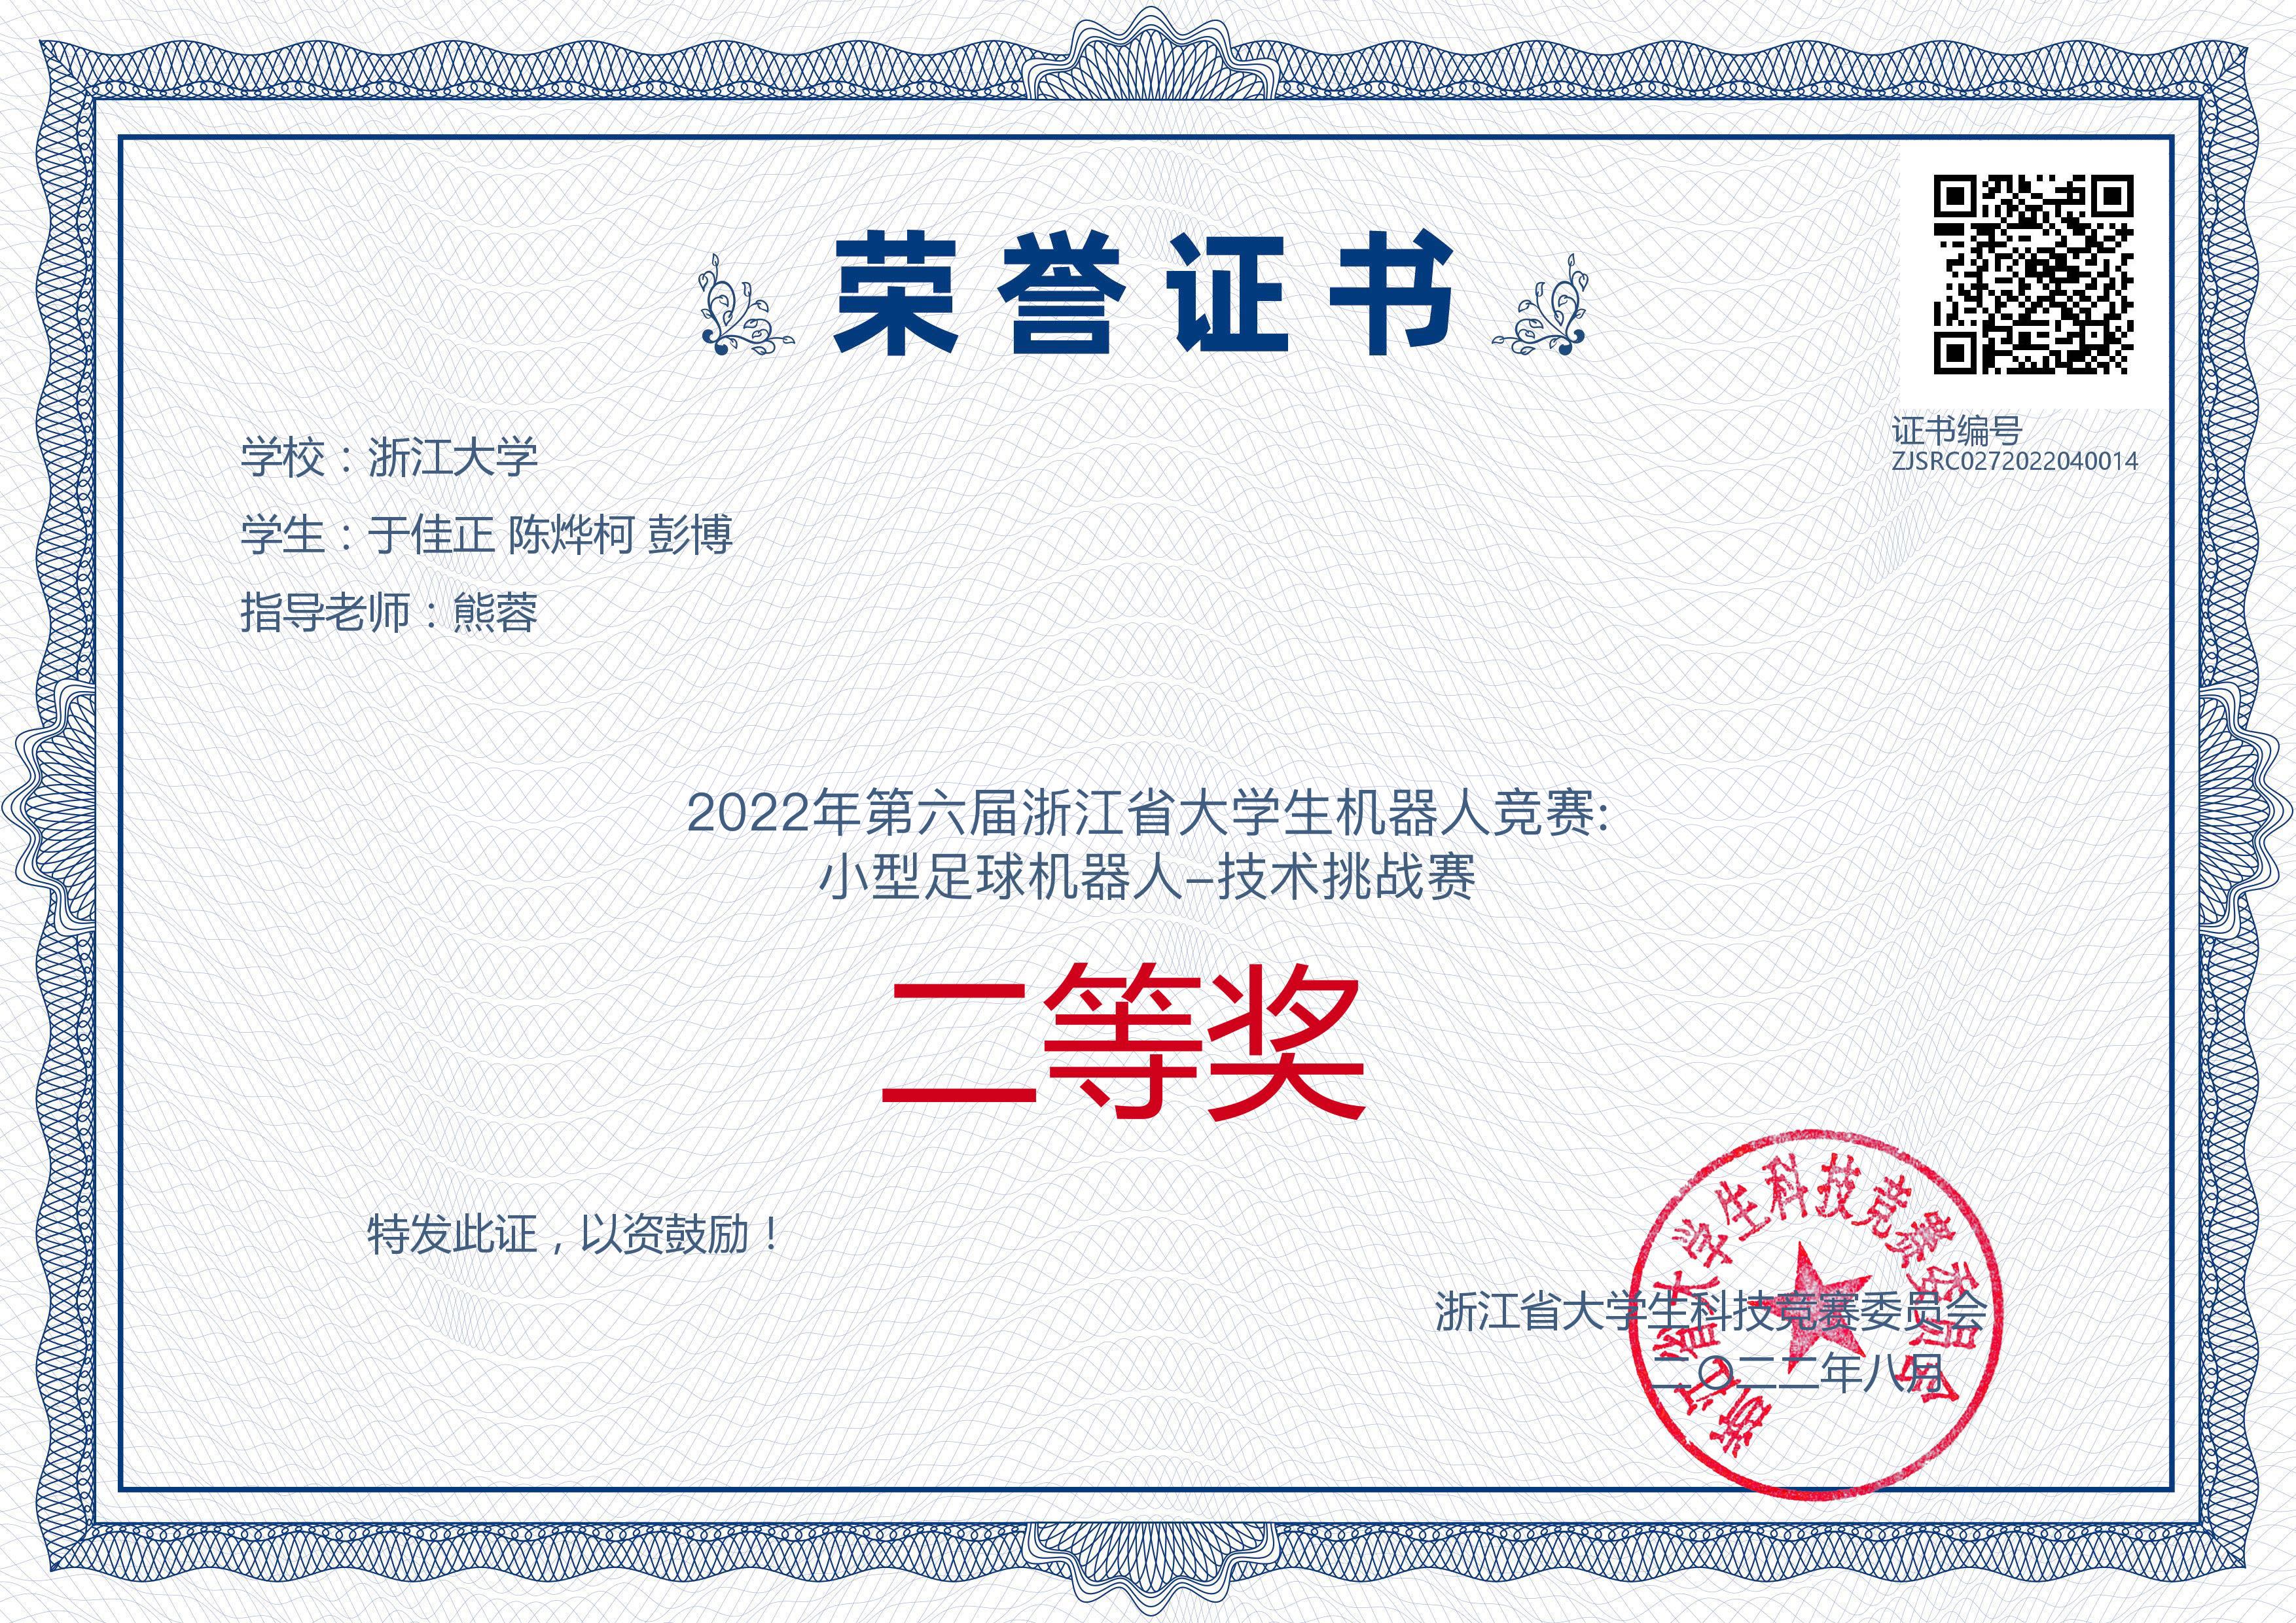 荣誉证书
证书编号
ZJSRC0272022040014
学校：浙江大学
学生：于佳正 陈烨柯 彭博
指导老师：熊蓉
2022年第六届浙江省大学生机器人竞赛:
小型足球机器人-技术挑战赛
二等奖
特发此证，以资鼓励！
浙江省大学生科技竞赛委员会
浙江省大学生科技竞赛委员会
二〇二二年八月